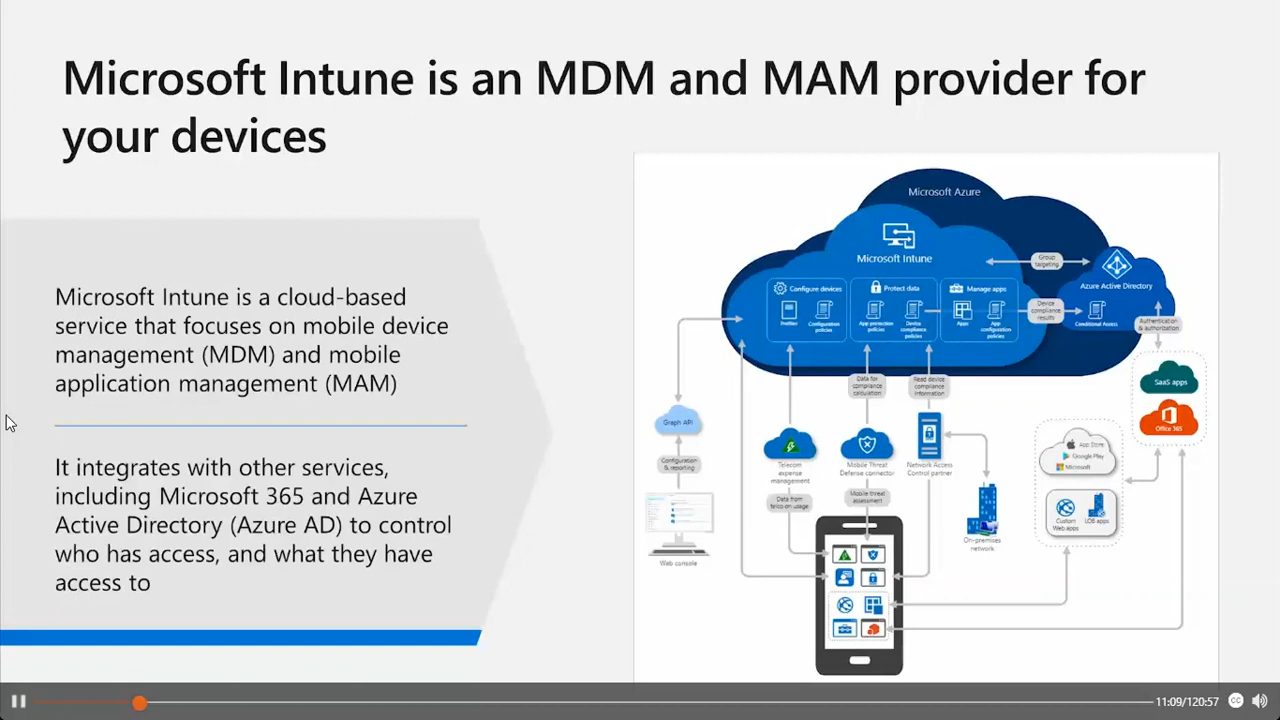 Microsoft Intune is an MDM and MAM provider for
your devices
Microsoft Intune is a cloud-based
service that focuses on mobile device
management (MDM) and mobile
application management (MAM)
It integrates with other services,
including Microsoft 365 and Azure
Active Directory (Azure AD) to control
who has access, and what they have
access to
Microsoft Azure
Microsoft Intune
Group
targeting
Azure Active Directory
Configure devices
Protect data
Manage apps
Profiles
Configuration
policies
App protection
policies
Device
compliance
policies
Apps
App
configuration
policies
Device
compliance
results
Conditional Access
Authentication
& authorization
Data for
compliance
calculation
Read device
compliance
information
SaaS apps
Office 365
Graph API
Configuration
& reporting
Web console
Telecom
expense
management
Data from
telco on usage
Mobile Threat
Defense connector
Mobile threat
assessment
Network Access
Control partner
On-premises
network
App Store
Google Play
Microsoft
Custom
Web apps
LOB apps
11:09/120:57
CC